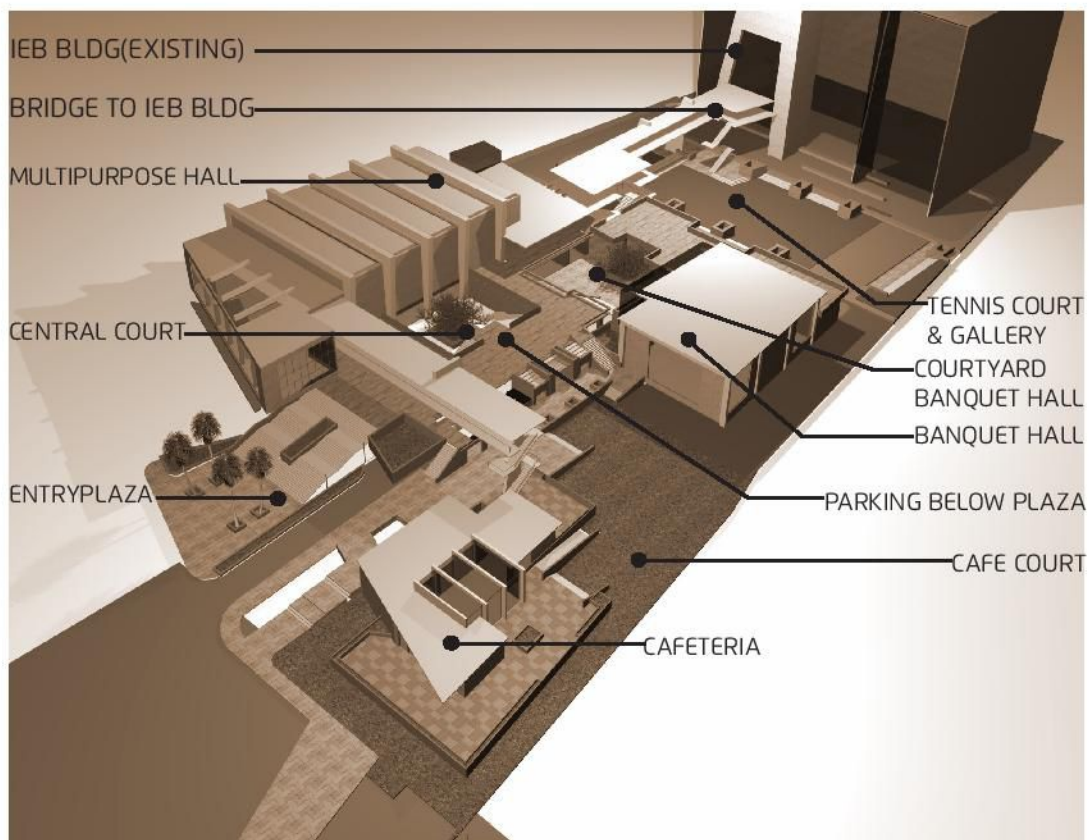 IEB BLDG(EXISTING)
BRIDGE TO IEB BLDG
MULTIPURPOSE HALL
CENTRAL COURT
ENTRYPLAZA
TENNIS COURT
& GALLERY
COURTYARD
BANQUET HALL
BANQUET HALL
PARKING BELOW PLAZA
CAFE COURT
CAFETERIA